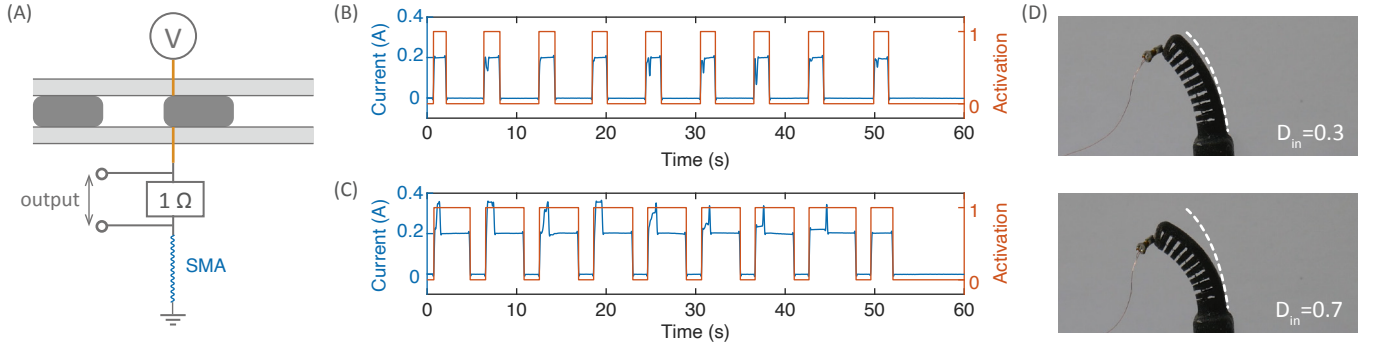 (A)
V
output
1 Ω
SMA
(B)
Current (A)
0.4
0.2
0
1
0
Activation
0 10 20 30 40 50 60
Time (s)
(C)
Current (A)
0.4
0.2
0
1
0
Activation
0 10 20 30 40 50 60
Time (s)
(D)
D_in=0.3
D_in=0.7